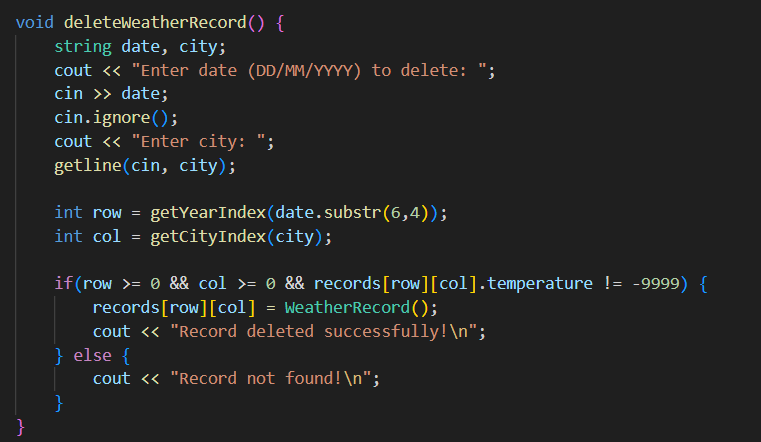 void deleteWeatherRecord() {
    string date, city;
    cout << "Enter date (DD/MM/YYYY) to delete: ";
    cin >> date;
    cin.ignore();
    cout << "Enter city: ";
    getline(cin, city);

    int row = getYearIndex(date.substr(6,4));
    int col = getCityIndex(city);

    if(row >= 0 && col >= 0 && records[row][col].temperature != -9999) {
        records[row][col] = WeatherRecord();
        cout << "Record deleted successfully!\n";
    } else {
        cout << "Record not found!\n";
    }
}